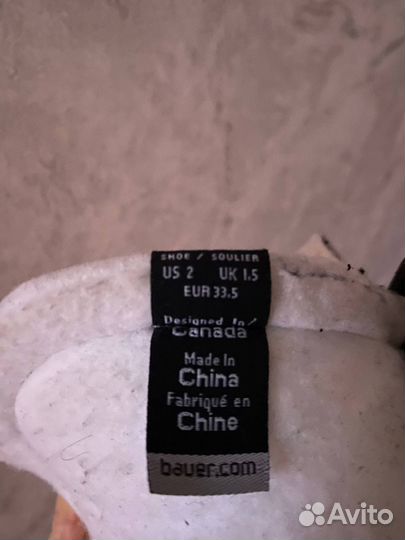 SHOE / SOULIER
US 2 UK 1.5
EUR 33.5
Designed In/
Canada
Made In
China
Fabriqué en
Chine
bauer.com
Avito